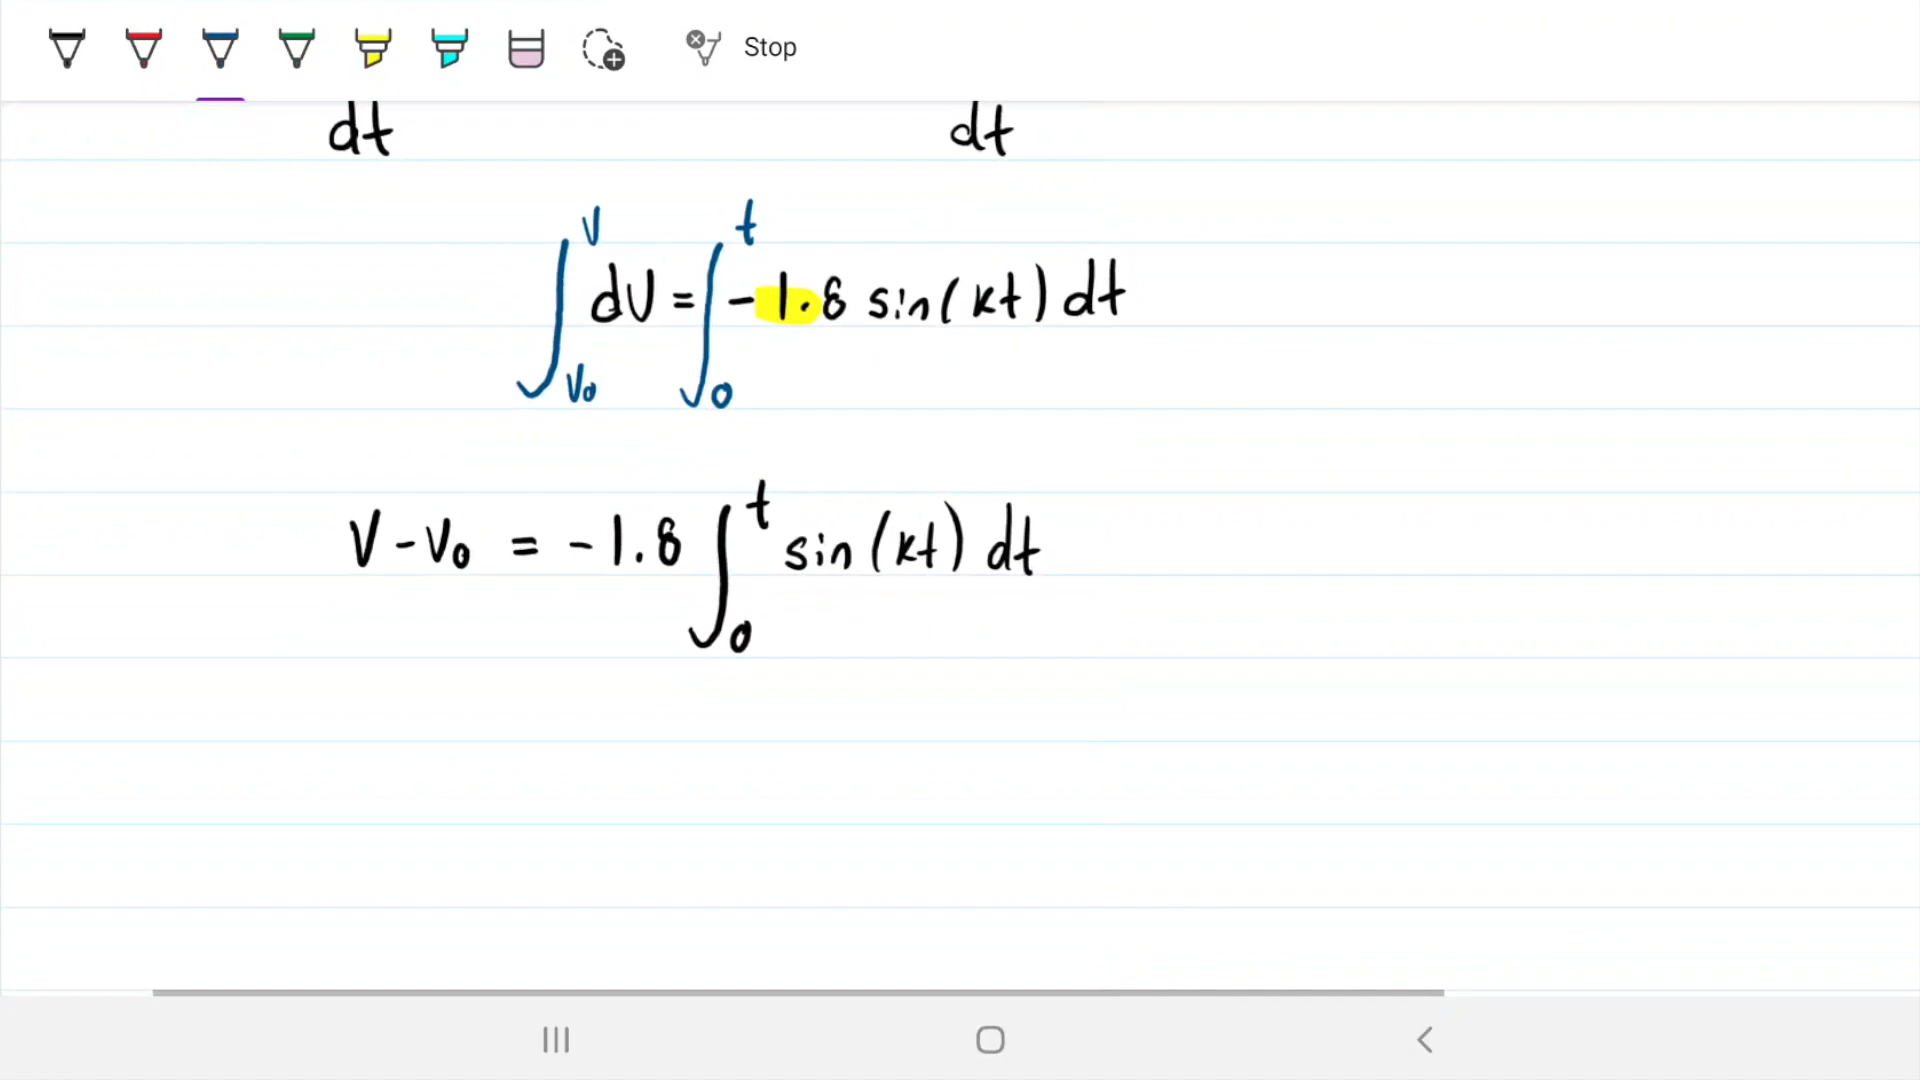 Stop
dt dt
∫_{v₀}^{v} dv = ∫_{0}^{t} -1.8 sin(kt) dt
v - v₀ = -1.8 ∫_{0}^{t} sin(kt) dt